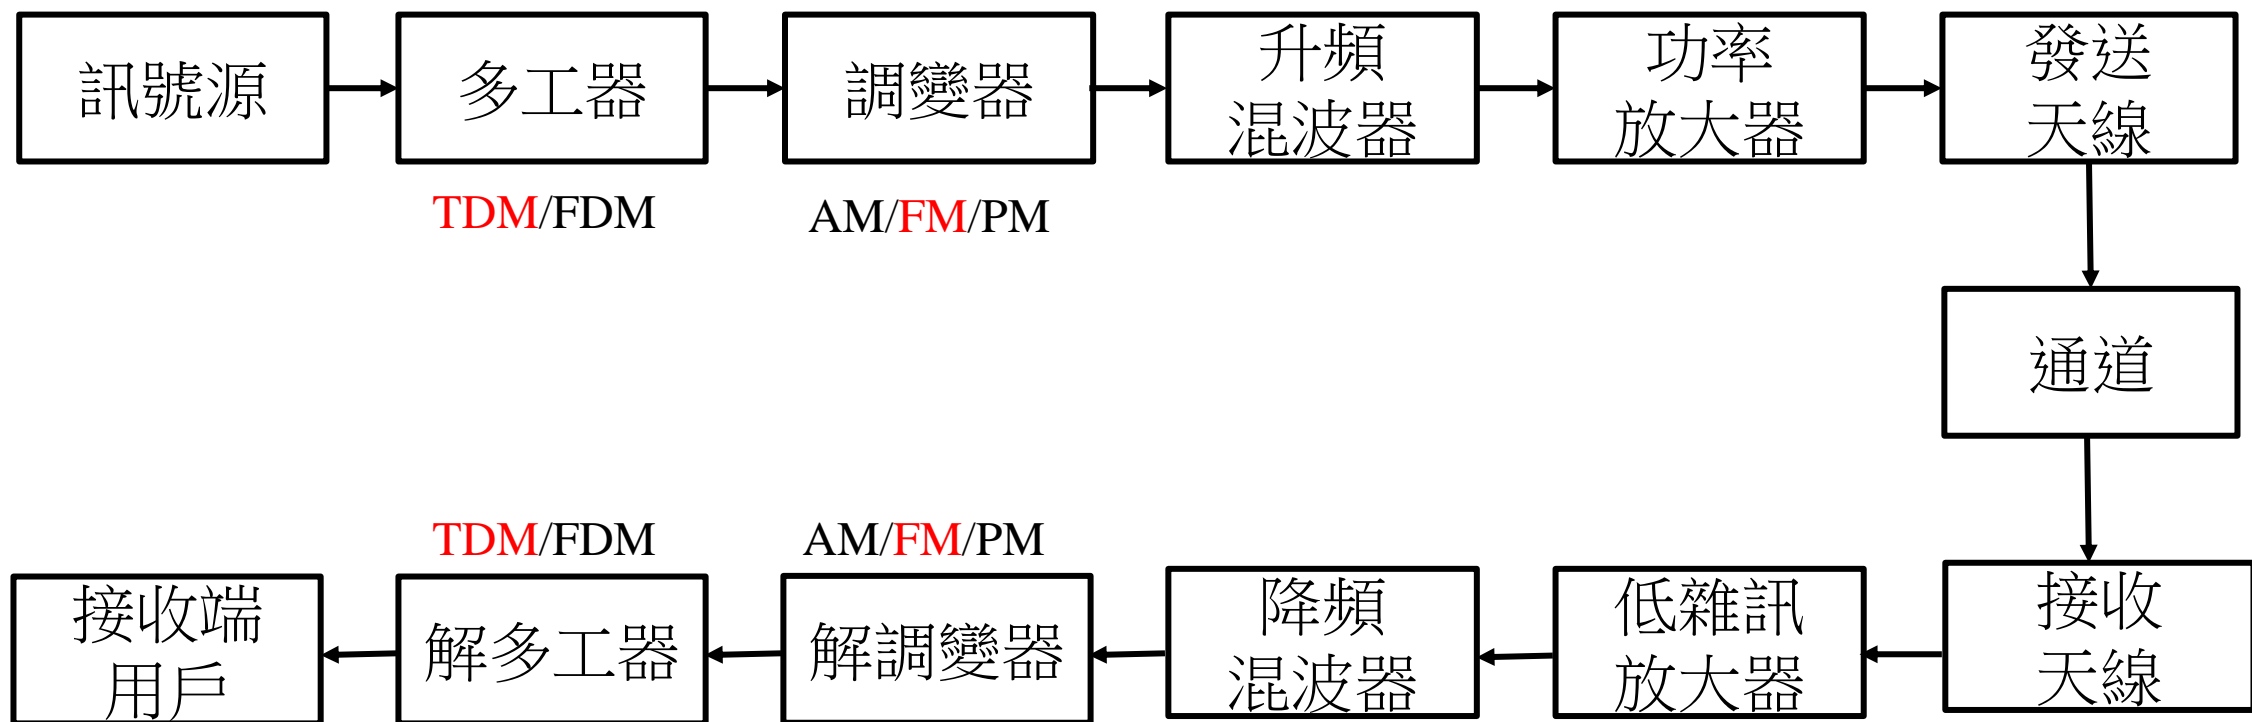 訊號源
多工器
調變器
升頻
混波器
功率
放大器
發送
天線
TDM/FDM
AM/FM/PM
通道
TDM/FDM
AM/FM/PM
接收端
用戶
解多工器
解調變器
降頻
混波器
低雜訊
放大器
接收
天線